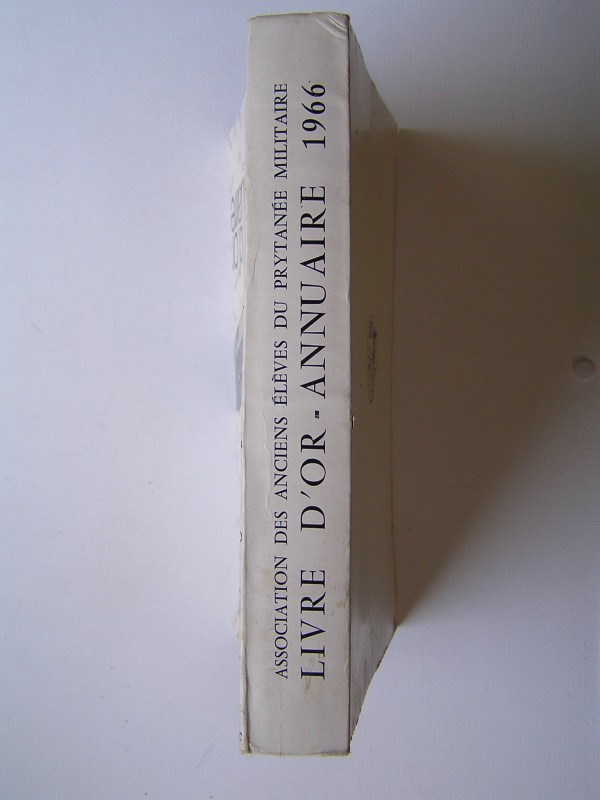 ASSOCIATION DES ANCIENS ÉLÈVES DU PRYTANÉE MILITAIRE
LIVRE D'OR - ANNUAIRE 1966